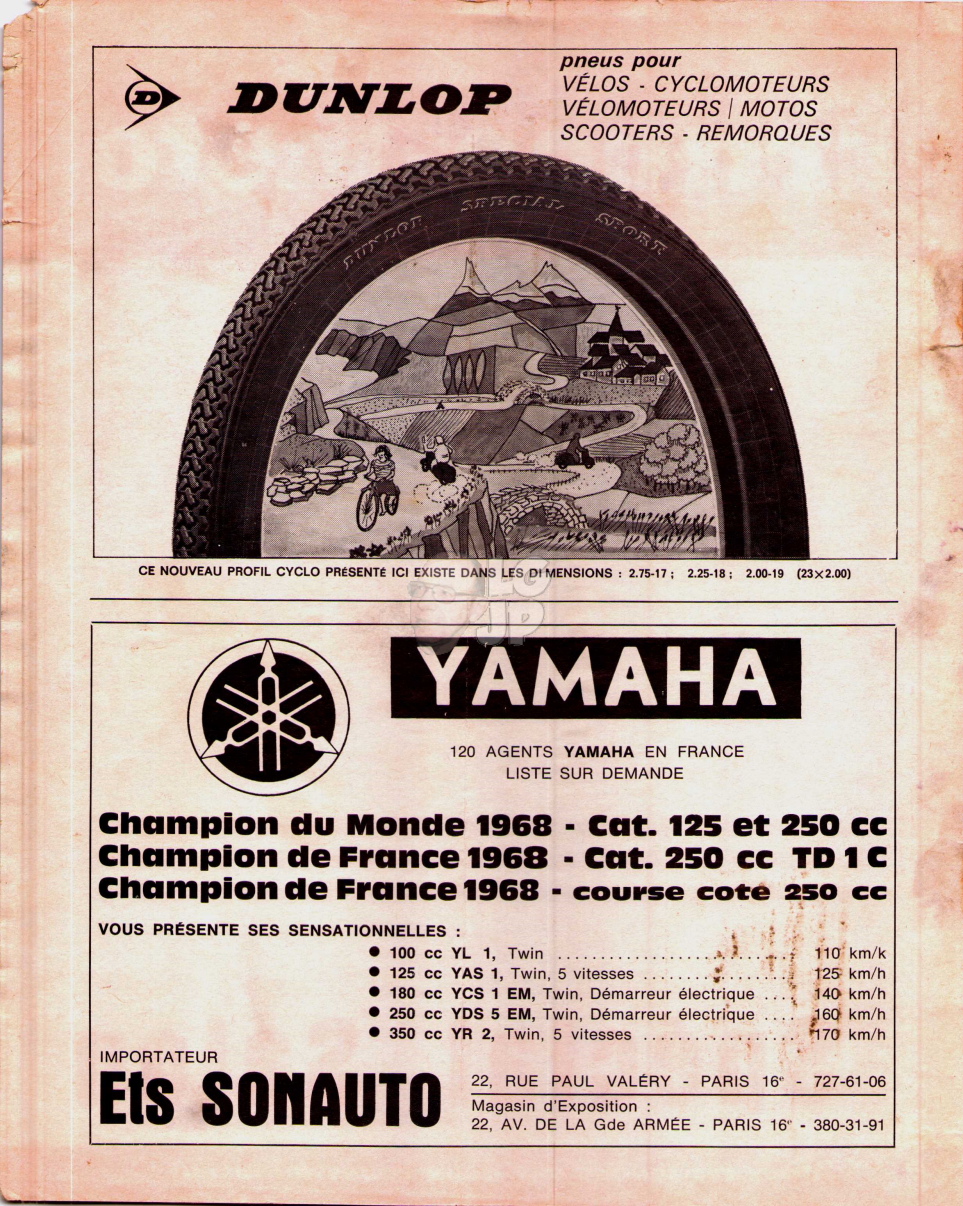 D
DUNLOP
pneus pour
VÉLOS - CYCLOMOTEURS
VÉLOMOTEURS | MOTOS
SCOOTERS - REMORQUES
DUNLOP SPECIAL SPORT
CE NOUVEAU PROFIL CYCLO PRÉSENTÉ ICI EXISTE DANS LES DIMENSIONS : 2.75-17 ; 2.25-18 ; 2.00-19 (23×2.00)
JP
YAMAHA
120 AGENTS YAMAHA EN FRANCE
LISTE SUR DEMANDE
Champion du Monde 1968 - Cat. 125 et 250 cc
Champion de France 1968 - Cat. 250 cc TD 1 C
Champion de France 1968 - course cote 250 cc
VOUS PRÉSENTE SES SENSATIONNELLES :
● 100 cc YL 1, Twin ........................ 110 km/k
● 125 cc YAS 1, Twin, 5 vitesses ................ 125 km/h
● 180 cc YCS 1 EM, Twin, Démarreur électrique .... 140 km/h
● 250 cc YDS 5 EM, Twin, Démarreur électrique .... 160 km/h
● 350 cc YR 2, Twin, 5 vitesses ................ 170 km/h
IMPORTATEUR
Ets SONAUTO
22, RUE PAUL VALÉRY - PARIS 16e - 727-61-06
Magasin d'Exposition :
22, AV. DE LA Gde ARMÉE - PARIS 16e - 380-31-91